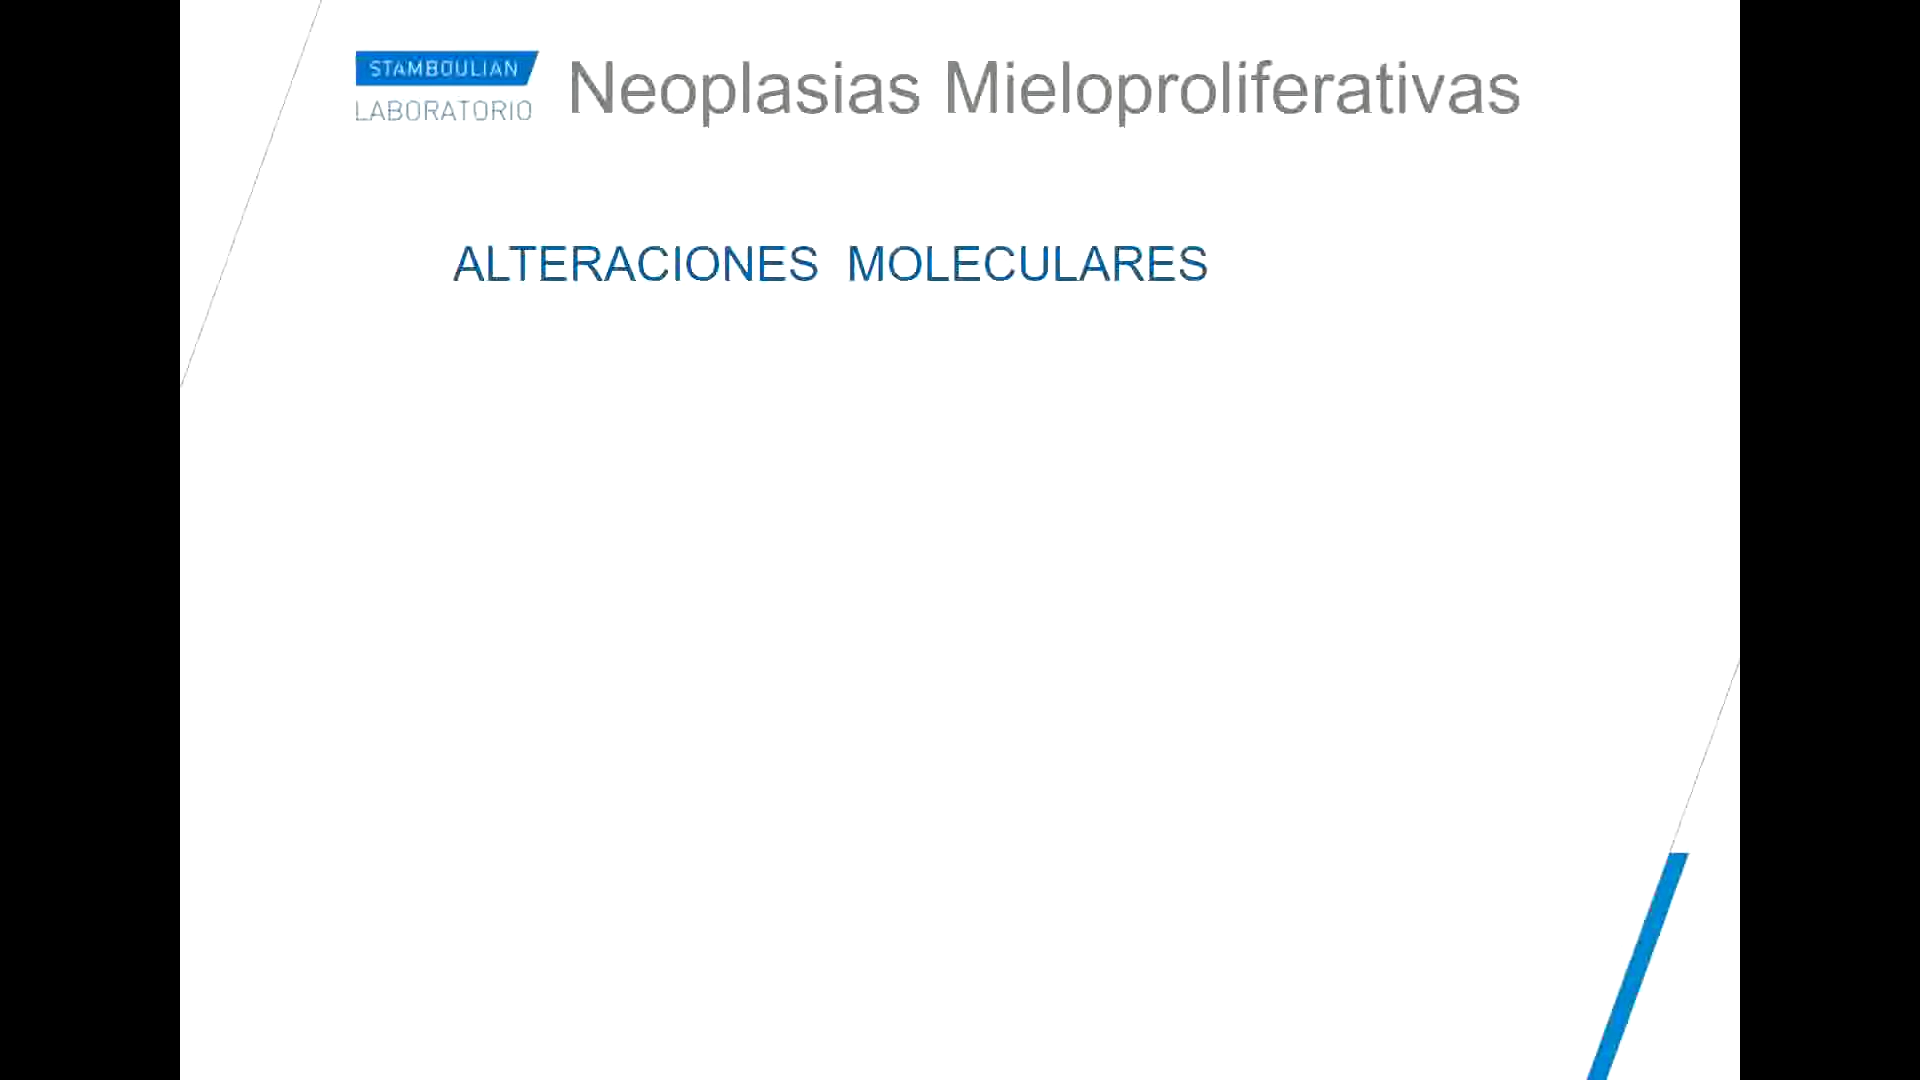 STAMBOULIAN
LABORATORIO
Neoplasias Mieloproliferativas
ALTERACIONES MOLECULARES